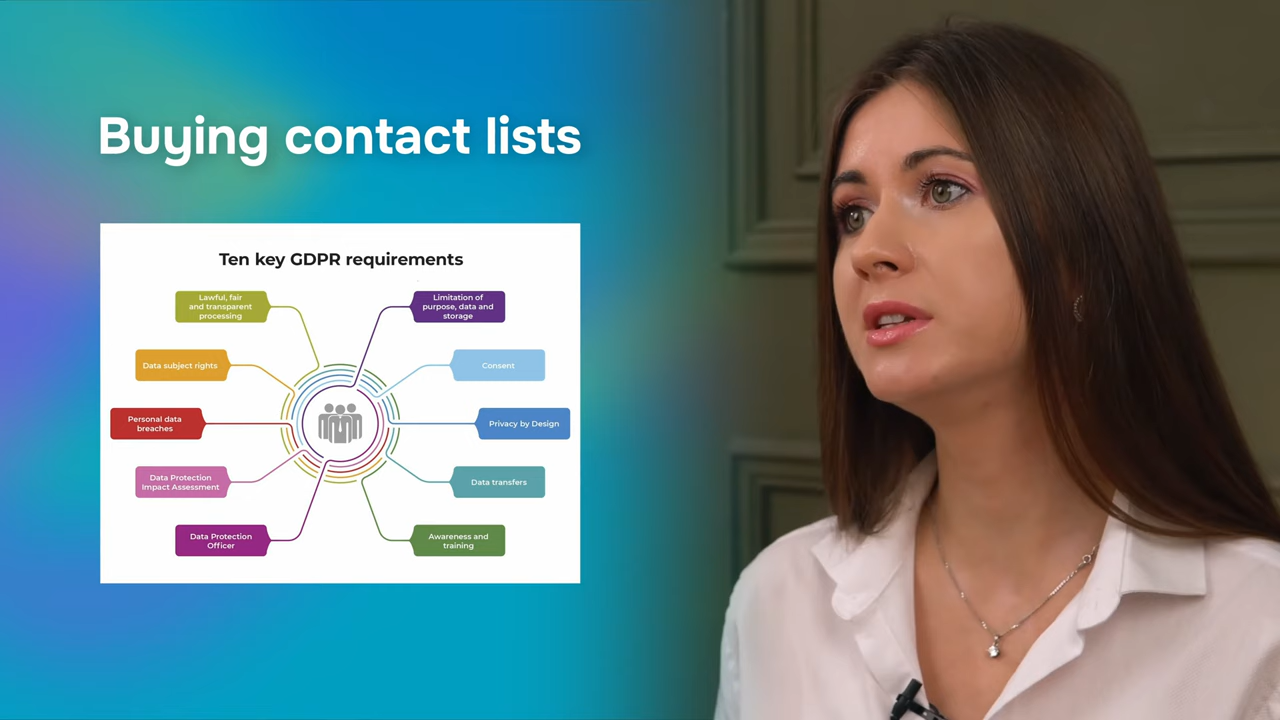 Buying contact lists
Ten key GDPR requirements
Lawful, fair
and transparent
processing
Limitation of
purpose, data and
storage
Data subject rights
Consent
Personal data
breaches
Privacy by Design
Data Protection
Impact Assessment
Data transfers
Data Protection
Officer
Awareness and
training